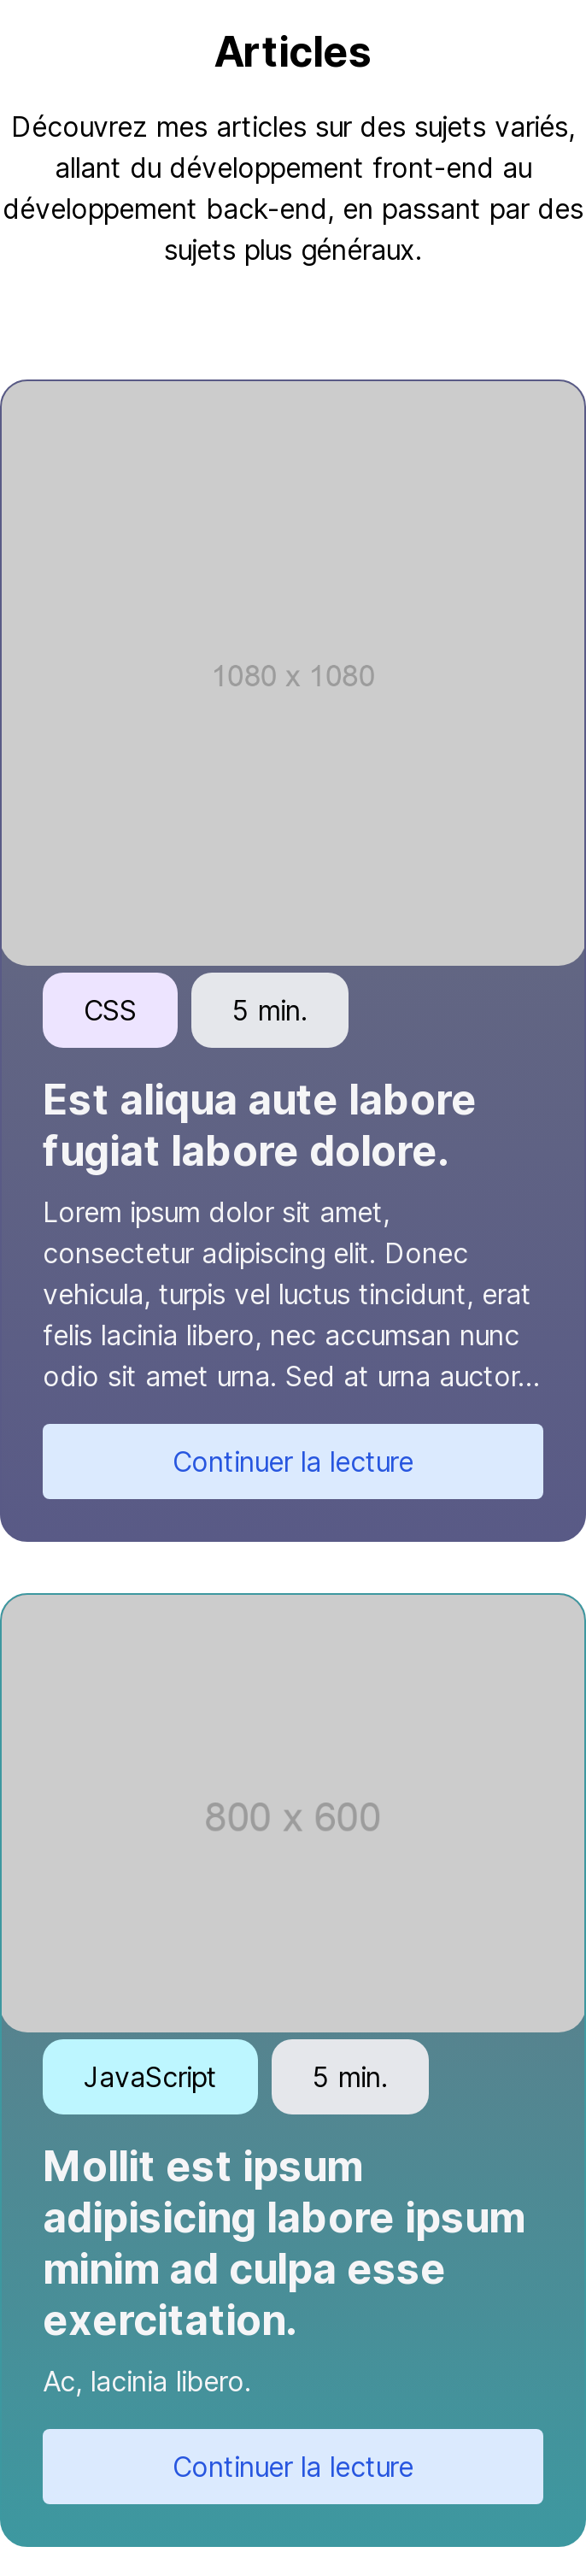 Articles
Découvrez mes articles sur des sujets variés,
allant du développement front-end au
développement back-end, en passant par des
sujets plus généraux.
1080 x 1080
CSS
5 min.
Est aliqua aute labore
fugiat labore dolore.
Lorem ipsum dolor sit amet,
consectetur adipiscing elit. Donec
vehicula, turpis vel luctus tincidunt, erat
felis lacinia libero, nec accumsan nunc
odio sit amet urna. Sed at urna auctor...
Continuer la lecture
800 x 600
JavaScript
5 min.
Mollit est ipsum
adipisicing labore ipsum
minim ad culpa esse
exercitation.
Ac, lacinia libero.
Continuer la lecture